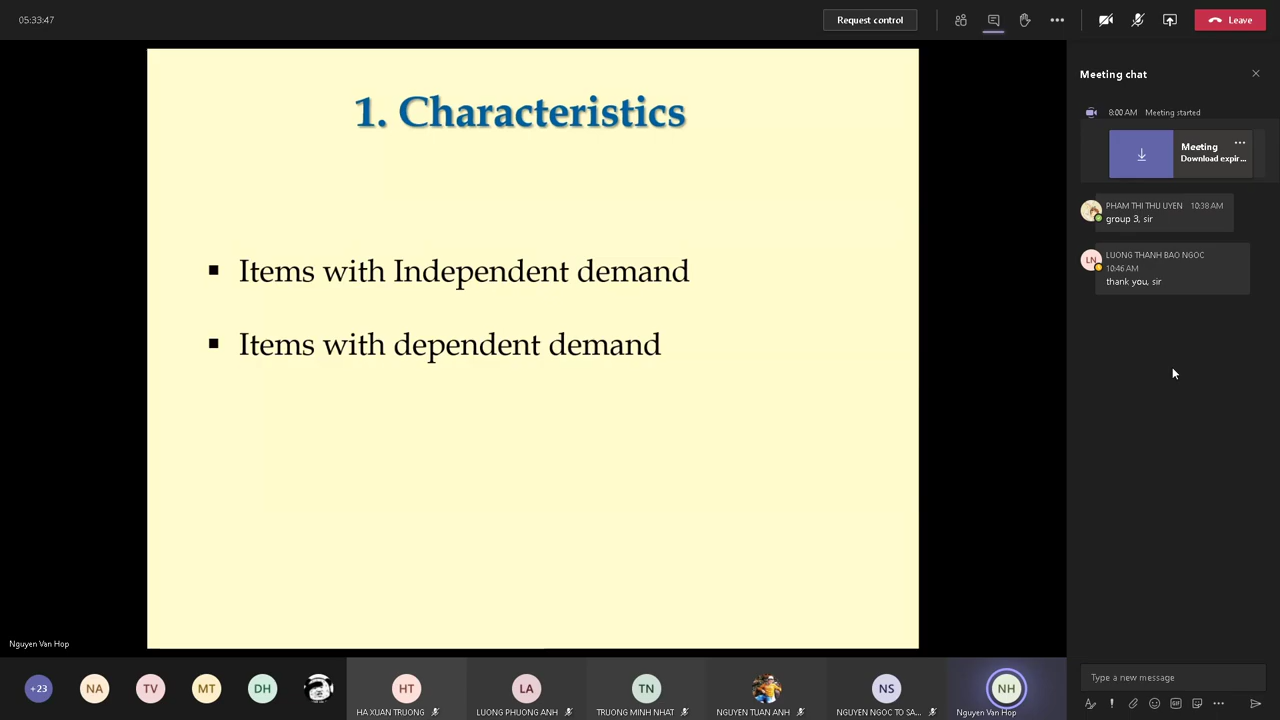 05:33:47
Request control
Leave
1. Characteristics
Items with Independent demand
Items with dependent demand
Nguyen Van Hop
Meeting chat
8:00 AM Meeting started
Meeting
Download expir...
PHAM THI THU UYEN 10:38 AM
group 3, sir
LN
LUONG THANH BAO NGOC
10:46 AM
thank you, sir
Type a new message
+23
NA
TV
MT
DH
HT
HA XUAN TRUONG
LA
LUONG PHUONG ANH
TN
TRUONG MINH NHAT
NGUYEN TUAN ANH
NS
NGUYEN NGOC TO SA...
NH
Nguyen Van Hop